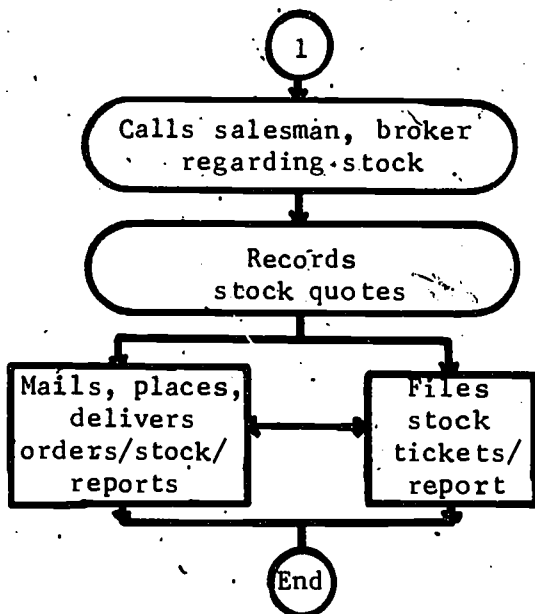 1
Calls salesman, broker
regarding stock
Records
stock quotes
Mails, places,
delivers
orders/stock/
reports
Files
stock
tickets/
report
End